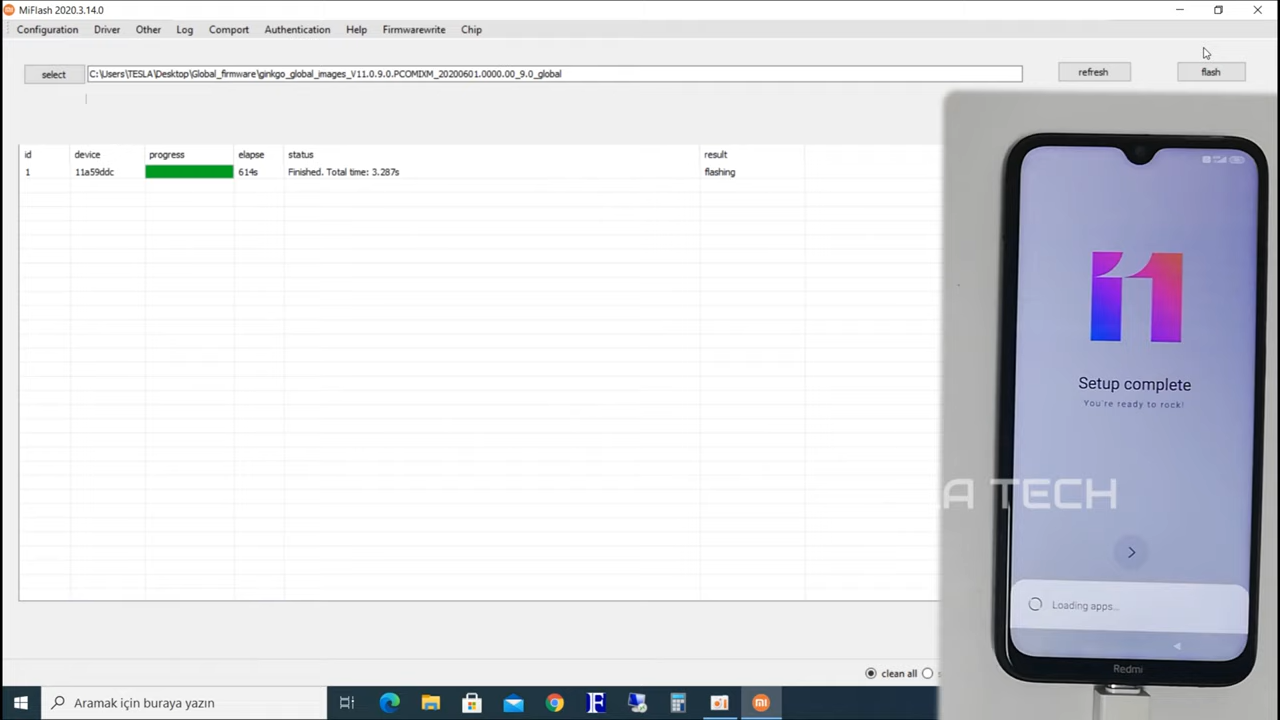 MiFlash 2020.3.14.0
Configuration Driver Other Log Comport Authentication Help Firmwarewrite Chip
select C:\Users\TESLA\Desktop\Global_firmware\ginkgo_global_images_V11.0.9.0.PCOMIXM_20200601.0000.00_9.0_global refresh flash
id device progress elapse status result
1 11a59ddc 614s Finished. Total time: 3.287s flashing
Setup complete
You're ready to rock!
A TECH
Loading apps...
Redmi
clean all
Aramak için buraya yazın